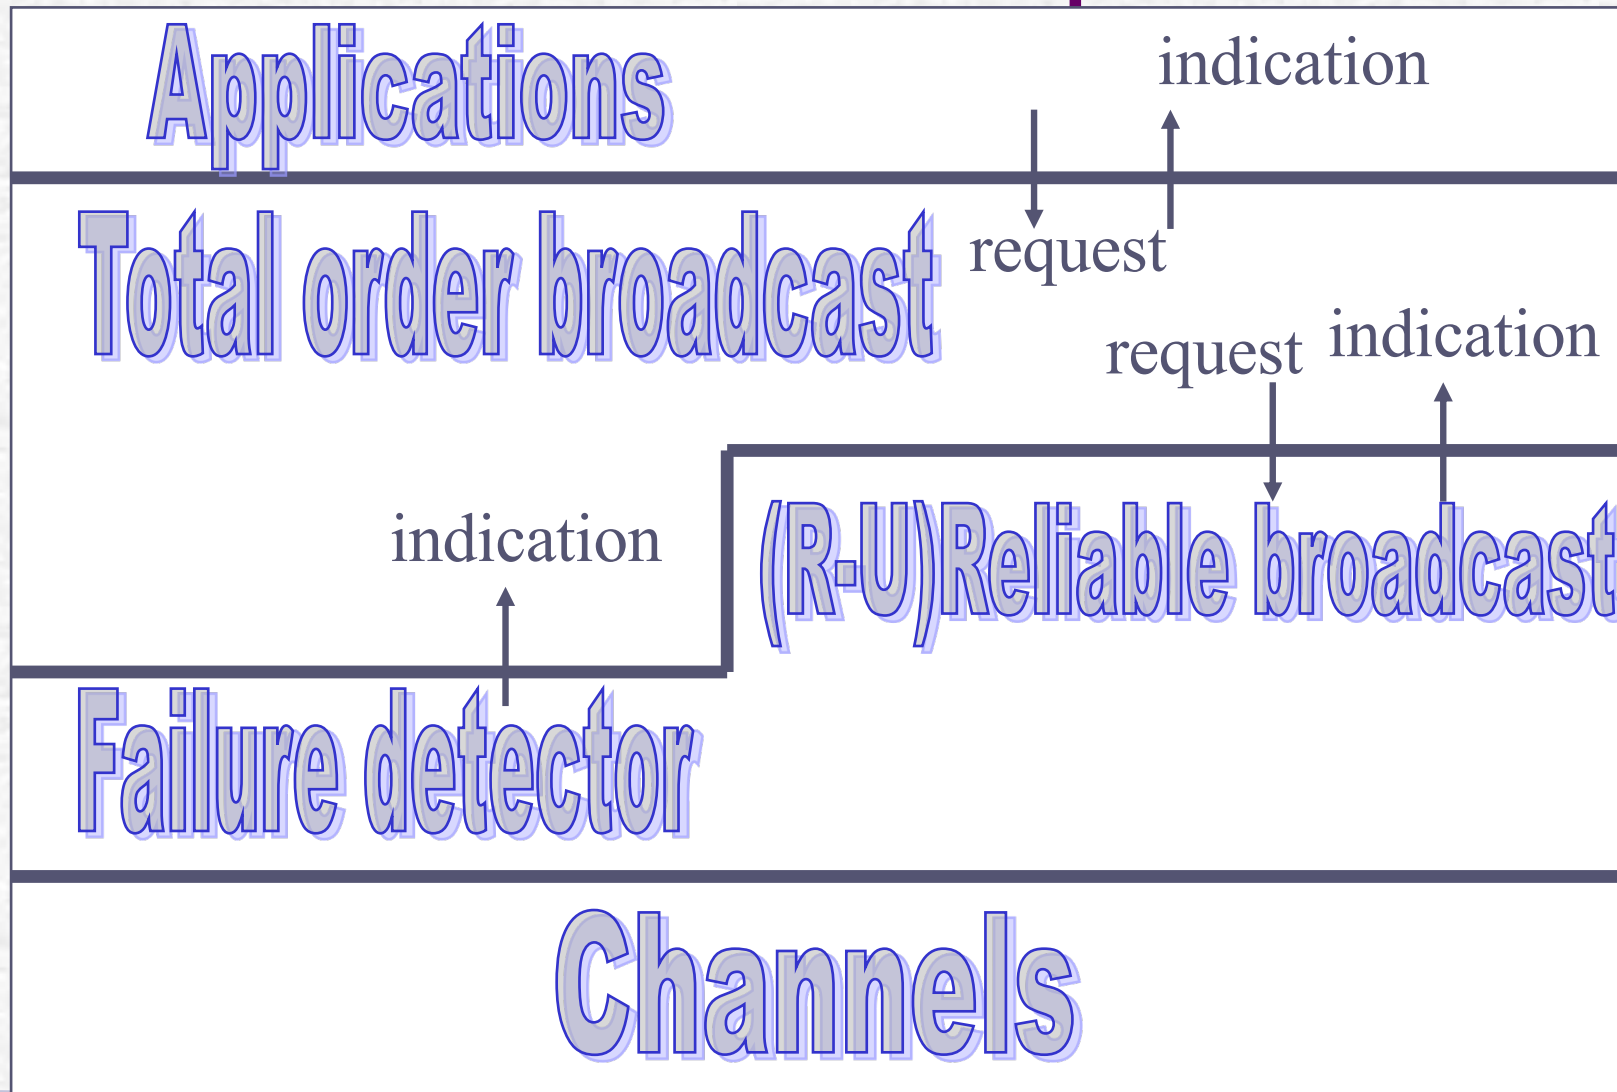 Applications
indication
request
Total order broadcast
request
indication
indication
(R-U)Reliable broadcast
Failure detector
Channels